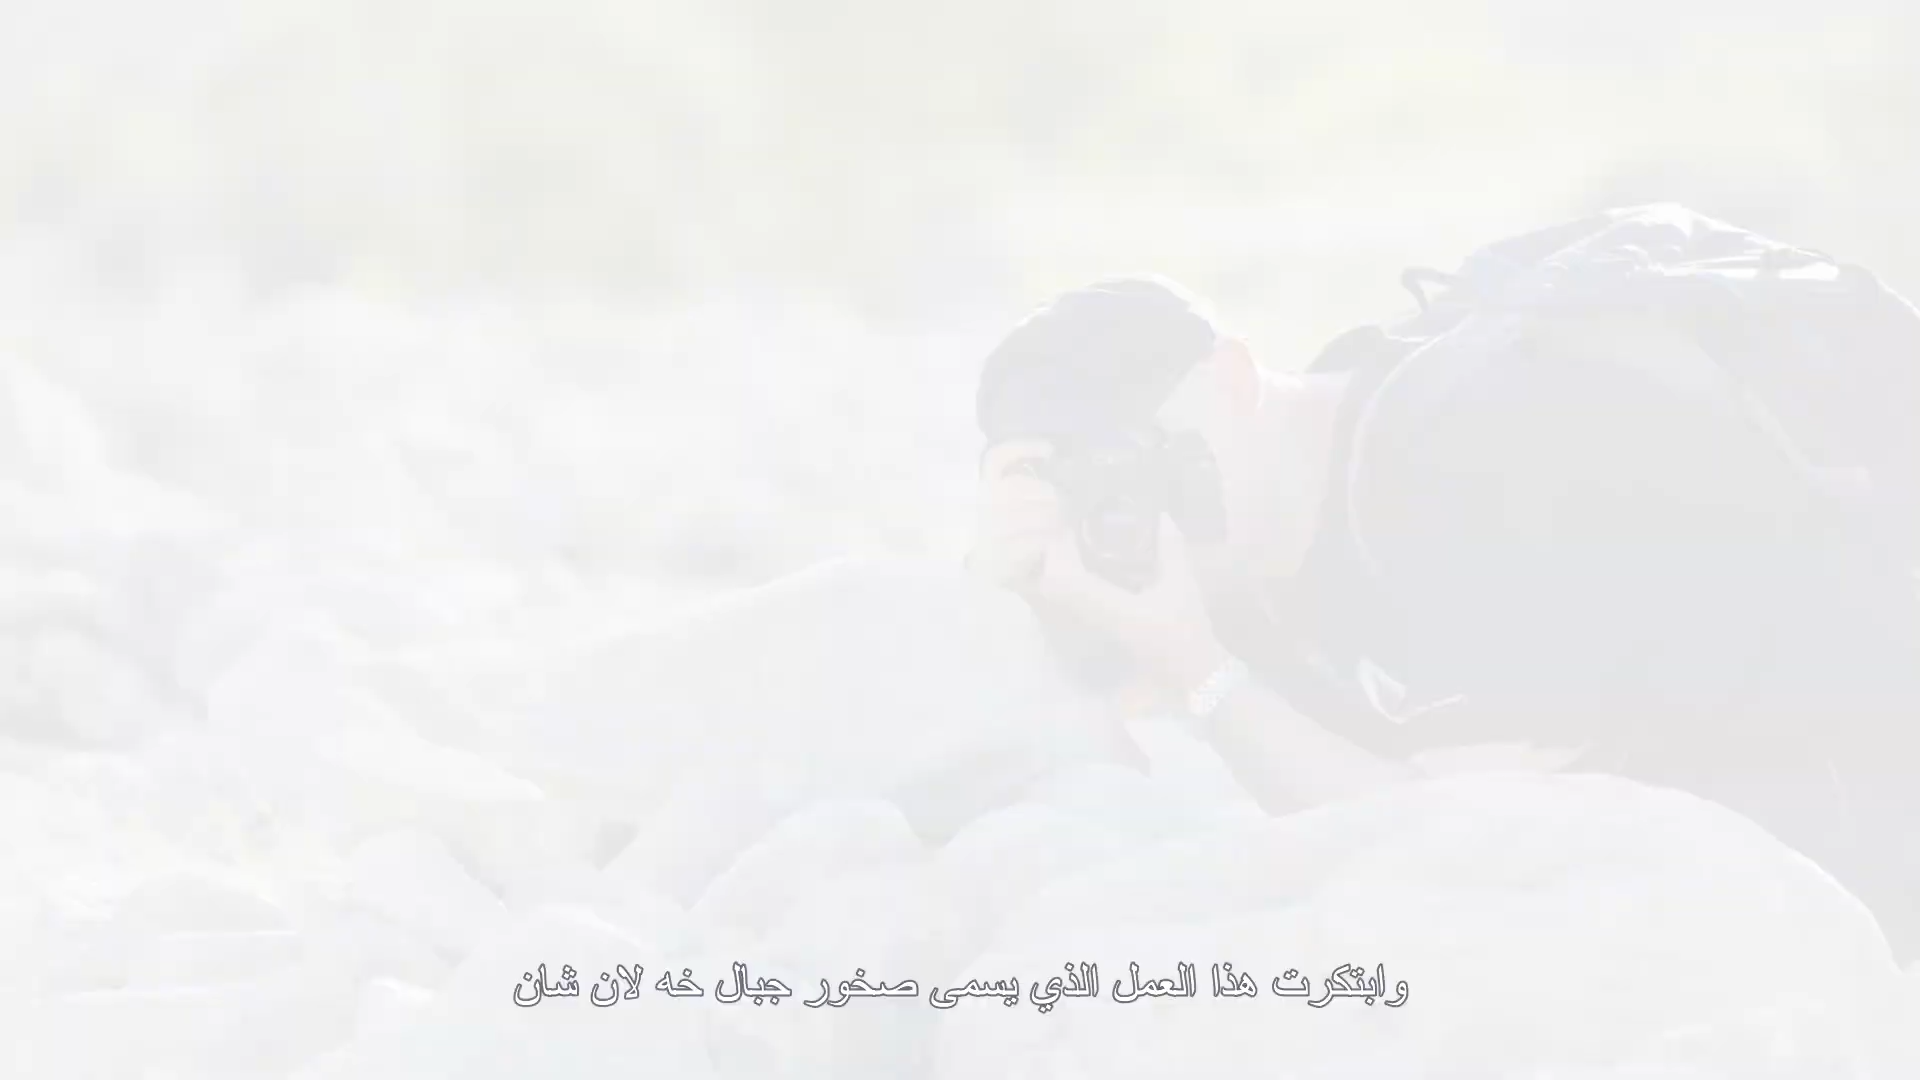 وابتكرت هذا العمل الذي يسمى صخور جبال خه لان شان